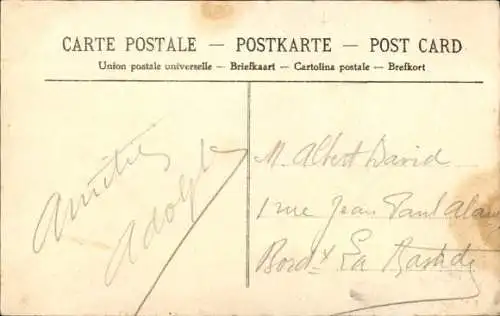 CARTE POSTALE — POSTKARTE — POST CARD
Union postale universelle — Briefkaart — Cartolina postale — Brefkort
Amitiés
Adolphe
M. Albert David
1 rue Jean Paul Alaux
Bordx La Bastide